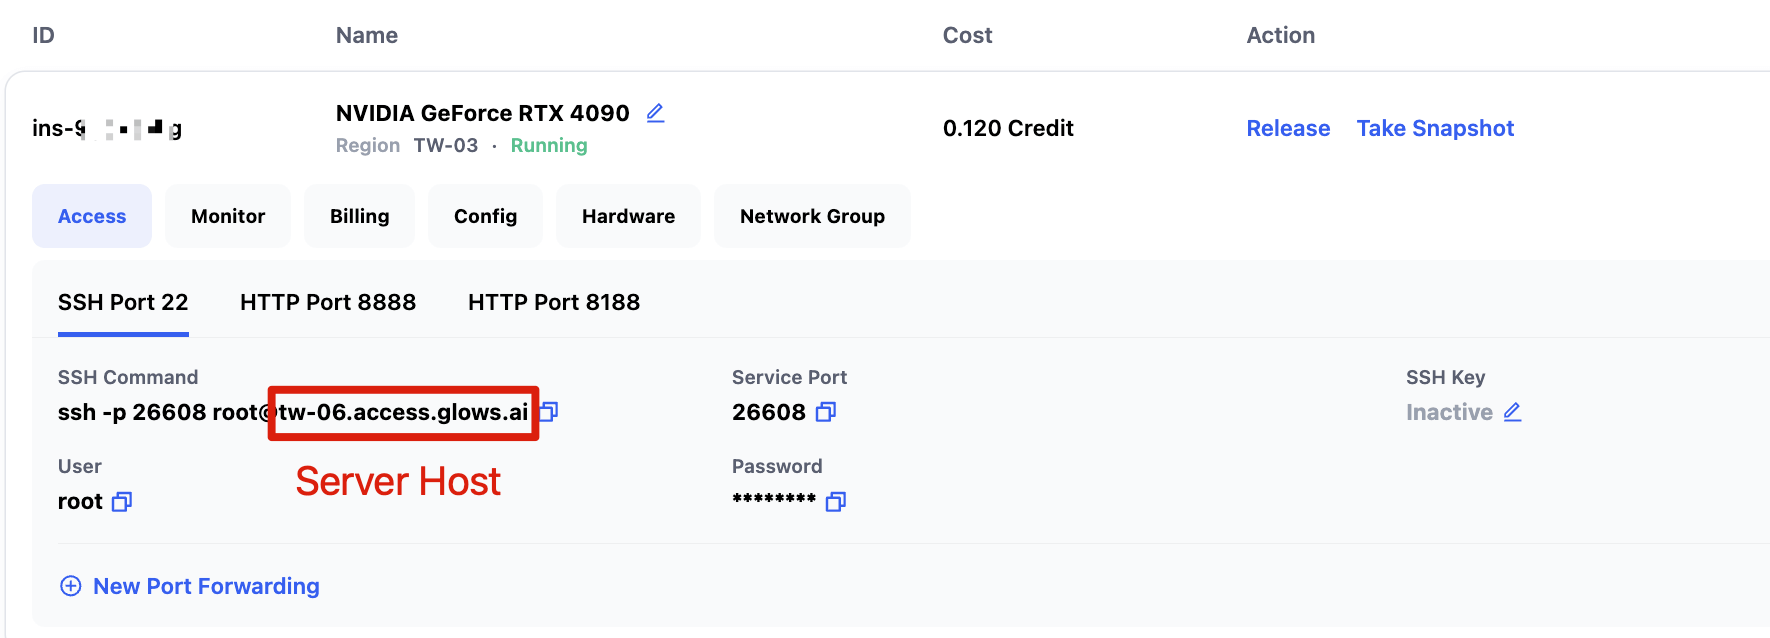 ID Name Cost Action
NVIDIA GeForce RTX 4090
ins- g 0.120 Credit Release Take Snapshot
Region TW-03 · Running
Access Monitor Billing Config Hardware Network Group
SSH Port 22 HTTP Port 8888 HTTP Port 8188
SSH Command Service Port SSH Key
ssh -p 26608 root@tw-06.access.glows.ai 26608 Inactive
User Password
Server Host
root ********
New Port Forwarding